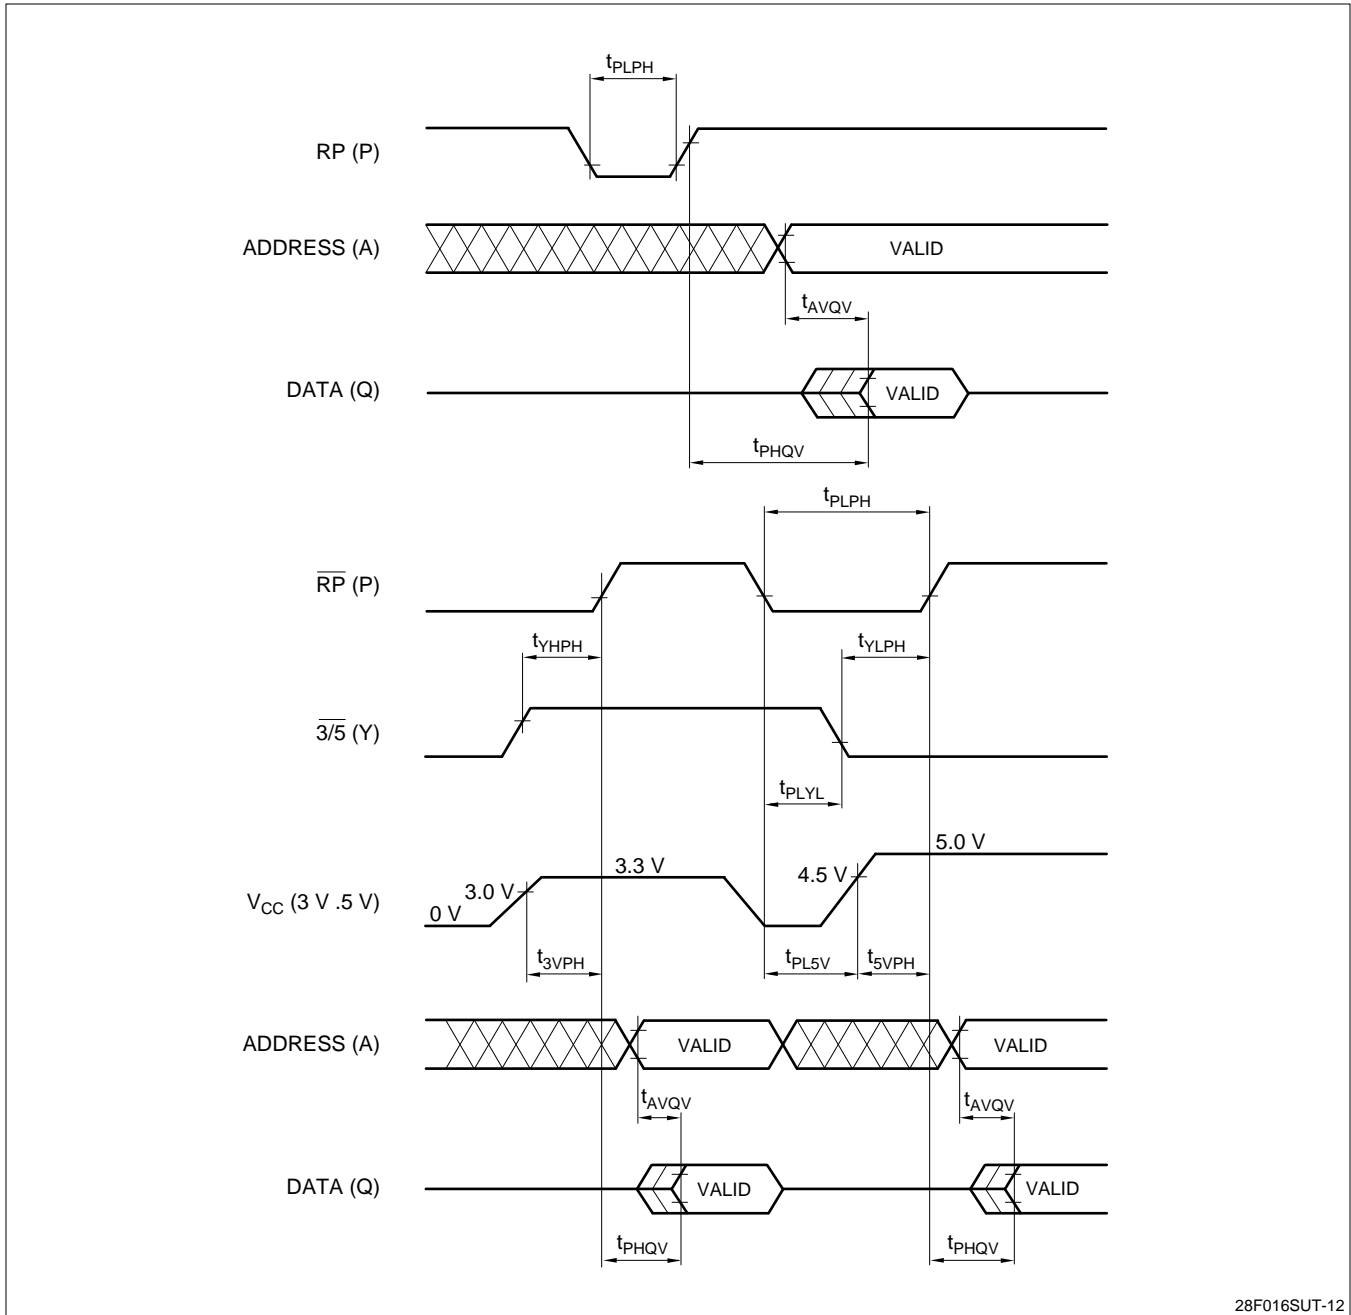 tPLPH
RP (P)
ADDRESS (A)
VALID
tAVQV
DATA (Q)
VALID
tPHQV
tPLPH
RP (P)
tYHPH
tYLPH
3/5 (Y)
tPLYL
5.0 V
3.3 V
4.5 V
3.0 V
VCC (3 V .5 V)
0 V
t3VPH
tPL5V
t5VPH
ADDRESS (A)
VALID
VALID
tAVQV
tAVQV
DATA (Q)
VALID
VALID
tPHQV
tPHQV
28F016SUT-12